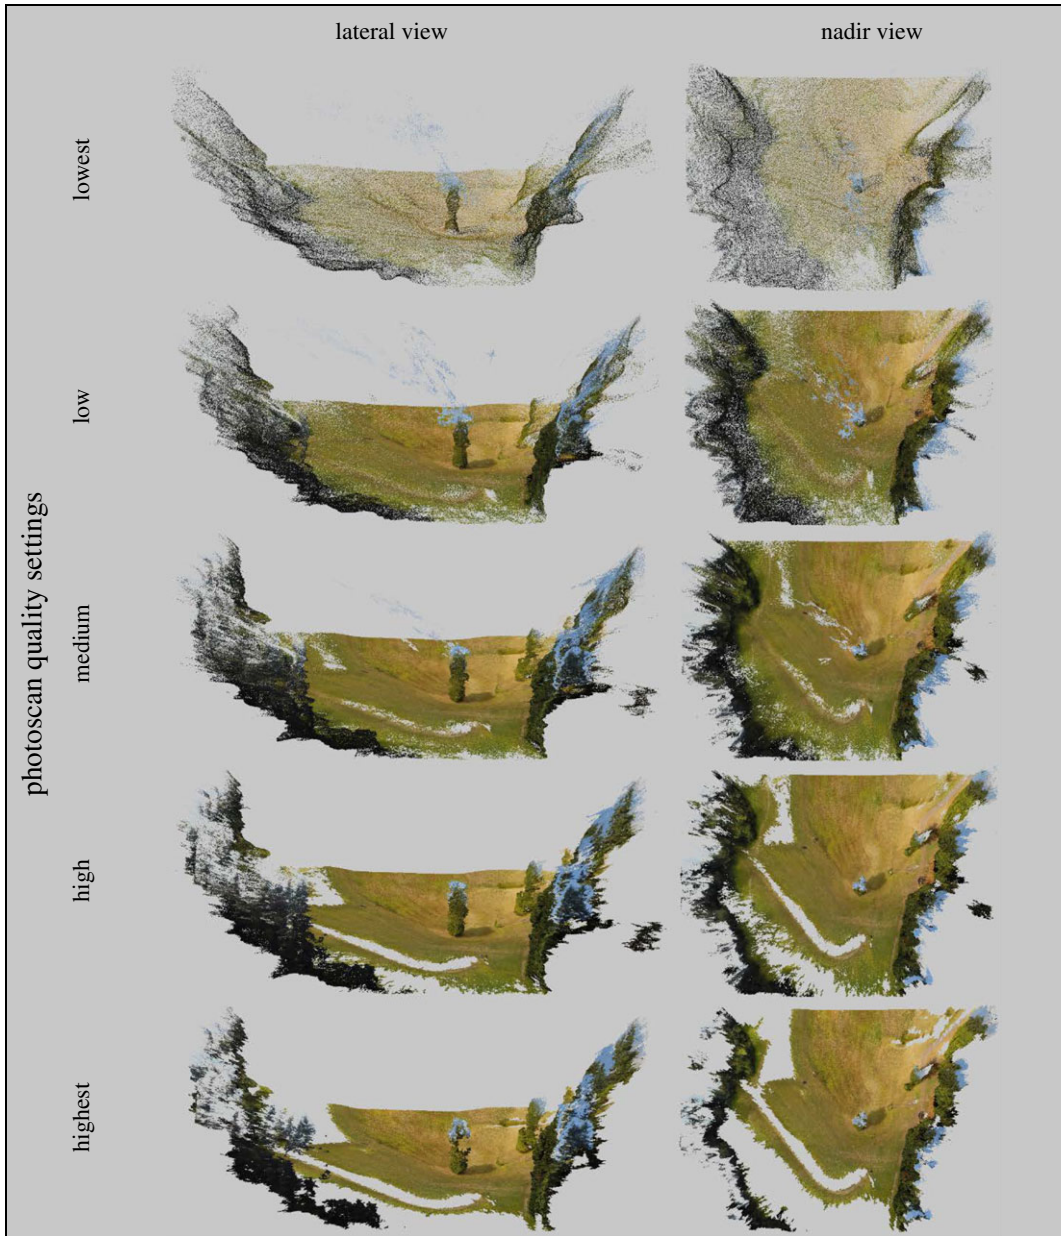 lateral view
nadir view
photoscan quality settings
lowest
low
medium
high
highest